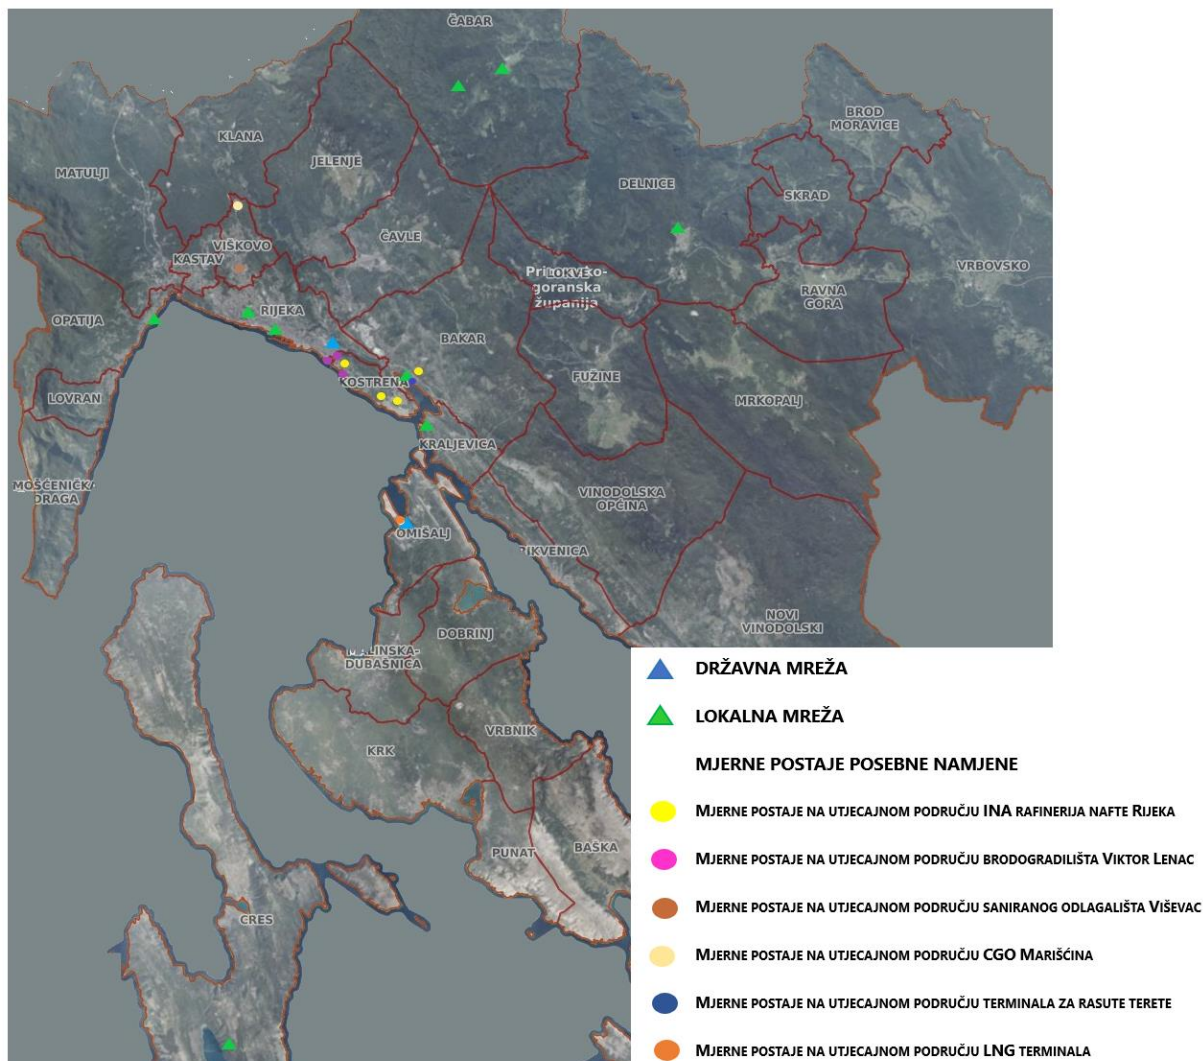 ČABAR
BROD
MORAVICE
KLANA
JELENJE
MATULJI
DELNICE
SKRAD
ČAVLE
VIŠKOVO
KASTAV
VRBOVSKO
LOKVE
goranska
županija
RAVNA
GORA
OPATIJA
RIJEKA
BAKAR
FUŽINE
KOSTRENA
LOVRAN
MRKOPALJ
KRALJEVICA
MOŠĆENIČKA
DRAGA
VINODOLSKA
OPĆINA
OMIŠALJ
NOVI
VINODOLSKI
DOBRINJ
MALINSKA-
DUBAŠNICA
VRBNIK
KRK
PUNAT
BAŠKA
CRES
DRŽAVNA MREŽA
LOKALNA MREŽA
MJERNE POSTAJE POSEBNE NAMJENE
MJERNE POSTAJE NA UTJECAJNOM PODRUČJU INA RAFINERIJA NAFTE RIJEKA
MJERNE POSTAJE NA UTJECAJNOM PODRUČJU BRODOGRADILIŠTA VIKTOR LENAC
MJERNE POSTAJE NA UTJECAJNOM PODRUČJU SANIRANOG ODLAGALIŠTA VIŠEVAC
MJERNE POSTAJE NA UTJECAJNOM PODRUČJU CGO MARIŠĆINA
MJERNE POSTAJE NA UTJECAJNOM PODRUČJU TERMINALA ZA RASUTE TERETE
MJERNE POSTAJE NA UTJECAJNOM PODRUČJU LNG TERMINALA